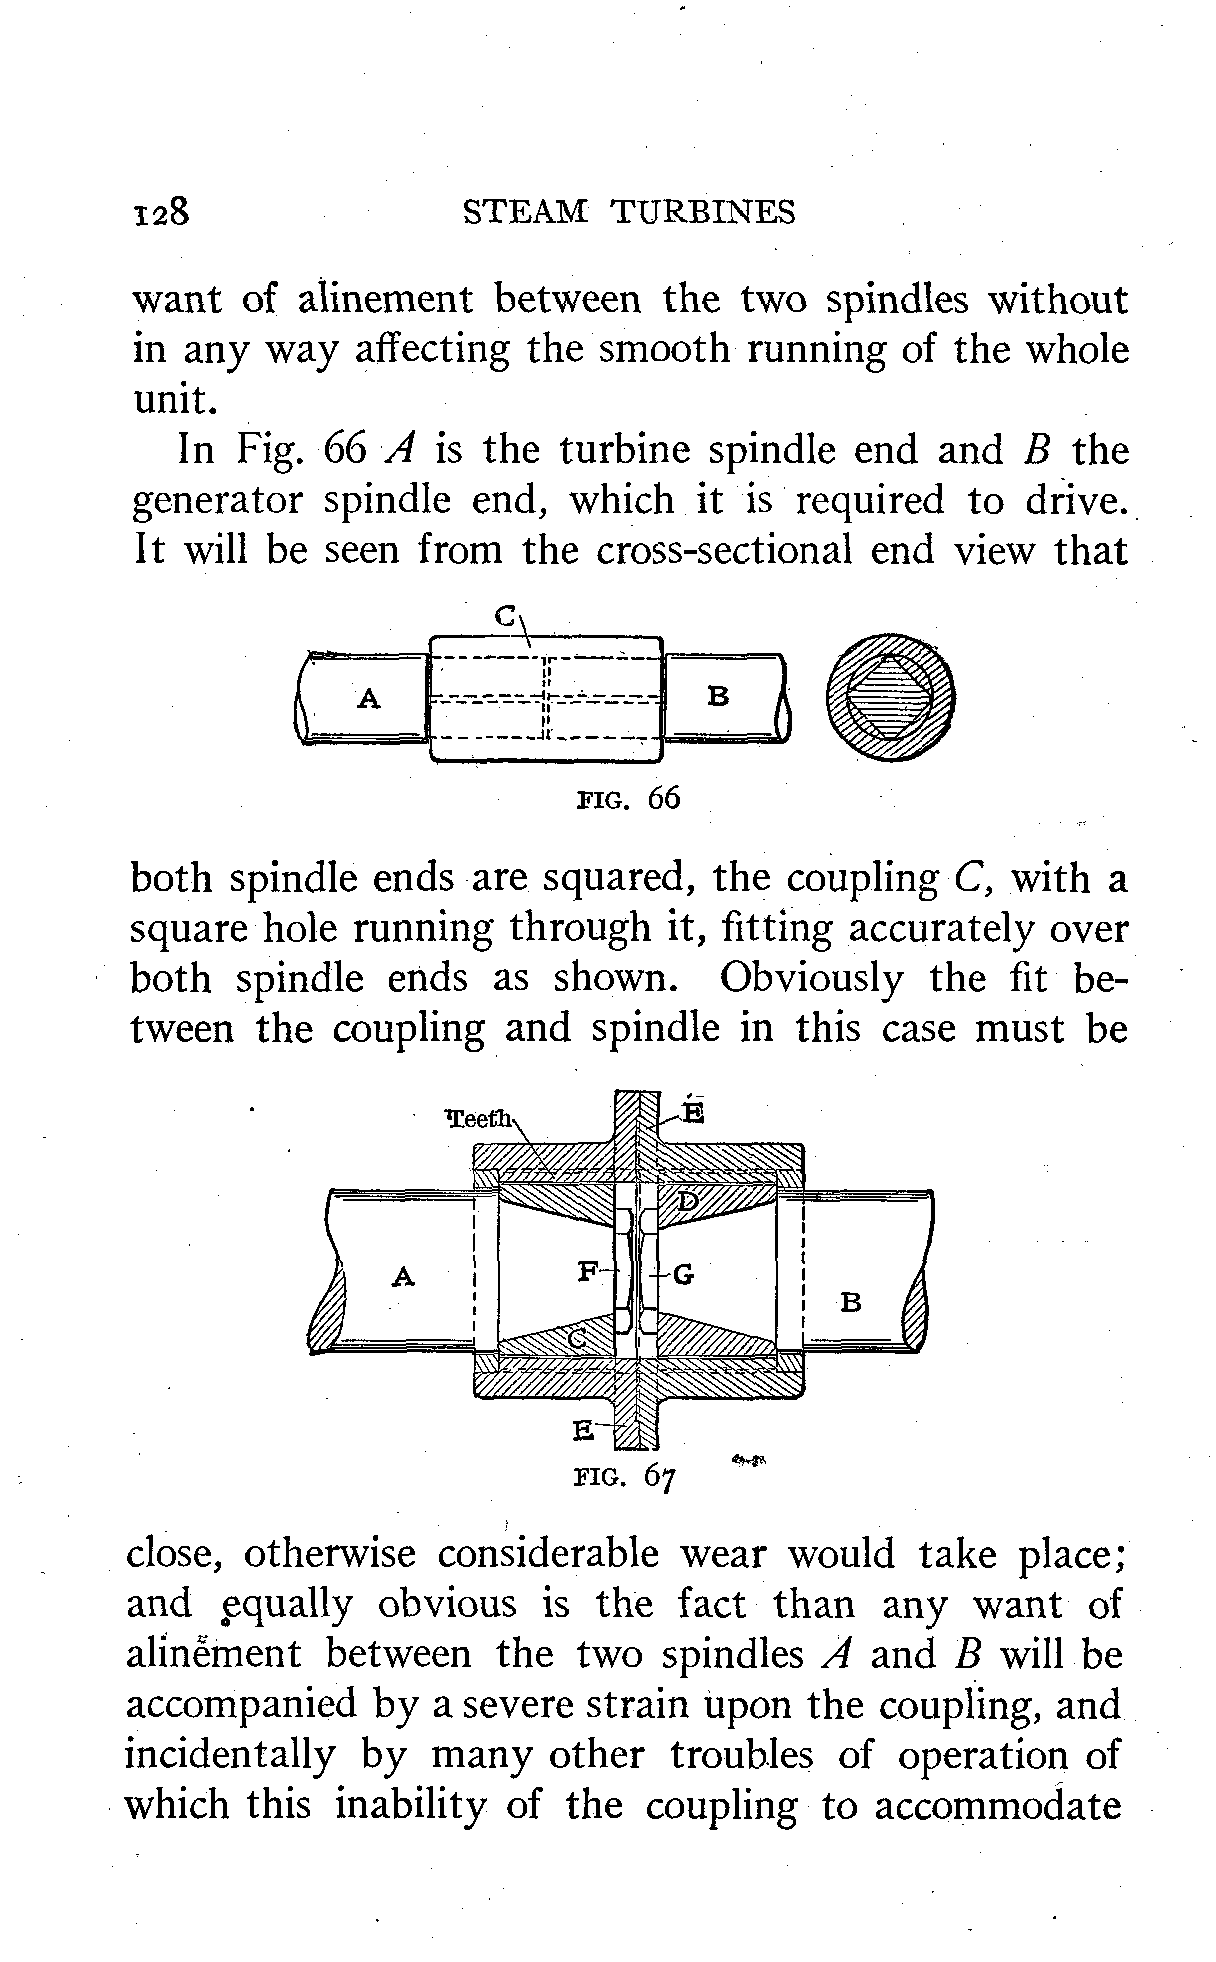 128 STEAM TURBINES
want of alinement between the two spindles without
in any way affecting the smooth running of the whole
unit.
In Fig. 66 A is the turbine spindle end and B the
generator spindle end, which it is required to drive.
It will be seen from the cross-sectional end view that
C
A B
FIG. 66
both spindle ends are squared, the coupling C, with a
square hole running through it, fitting accurately over
both spindle ends as shown. Obviously the fit be-
tween the coupling and spindle in this case must be
Teeth E
D
A F G
B
C
E
FIG. 67
close, otherwise considerable wear would take place;
and equally obvious is the fact than any want of
alinement between the two spindles A and B will be
accompanied by a severe strain upon the coupling, and
incidentally by many other troubles of operation of
which this inability of the coupling to accommodate